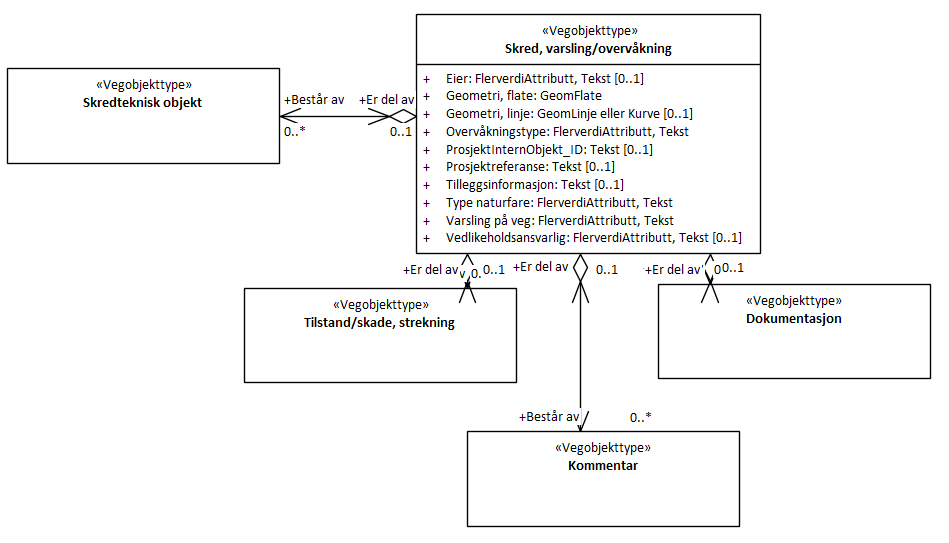 «Vegobjekttype»
Skred, varsling/overvåkning
+ Eier: FlerverdiAttributt, Tekst [0..1]
+ Geometri, flate: GeomFlate
+ Geometri, linje: GeomLinje eller Kurve [0..1]
+ Overvåkningstype: FlerverdiAttributt, Tekst
+ ProsjektInternObjekt_ID: Tekst [0..1]
+ Prosjektreferanse: Tekst [0..1]
+ Tilleggsinformasjon: Tekst [0..1]
+ Type naturfare: FlerverdiAttributt, Tekst
+ Varsling på veg: FlerverdiAttributt, Tekst
+ Vedlikeholdsansvarlig: FlerverdiAttributt, Tekst [0..1]
«Vegobjekttype»
Skredteknisk objekt
+Består av
+Er del av
0..*
0..1
+Er del av
0..1
+Er del av
0..1
+Er del av
0..1
«Vegobjekttype»
Tilstand/skade, strekning
«Vegobjekttype»
Dokumentasjon
+Består av
0..*
«Vegobjekttype»
Kommentar